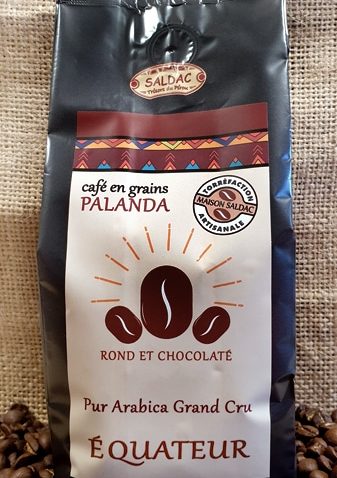 SALDAC
Trésors du Pérou
café en grains
PALANDA
TORRÉFACTION
MAISON SALDAC
ARTISANALE
ROND ET CHOCOLATÉ
Pur Arabica Grand Cru
ÉQUATEUR